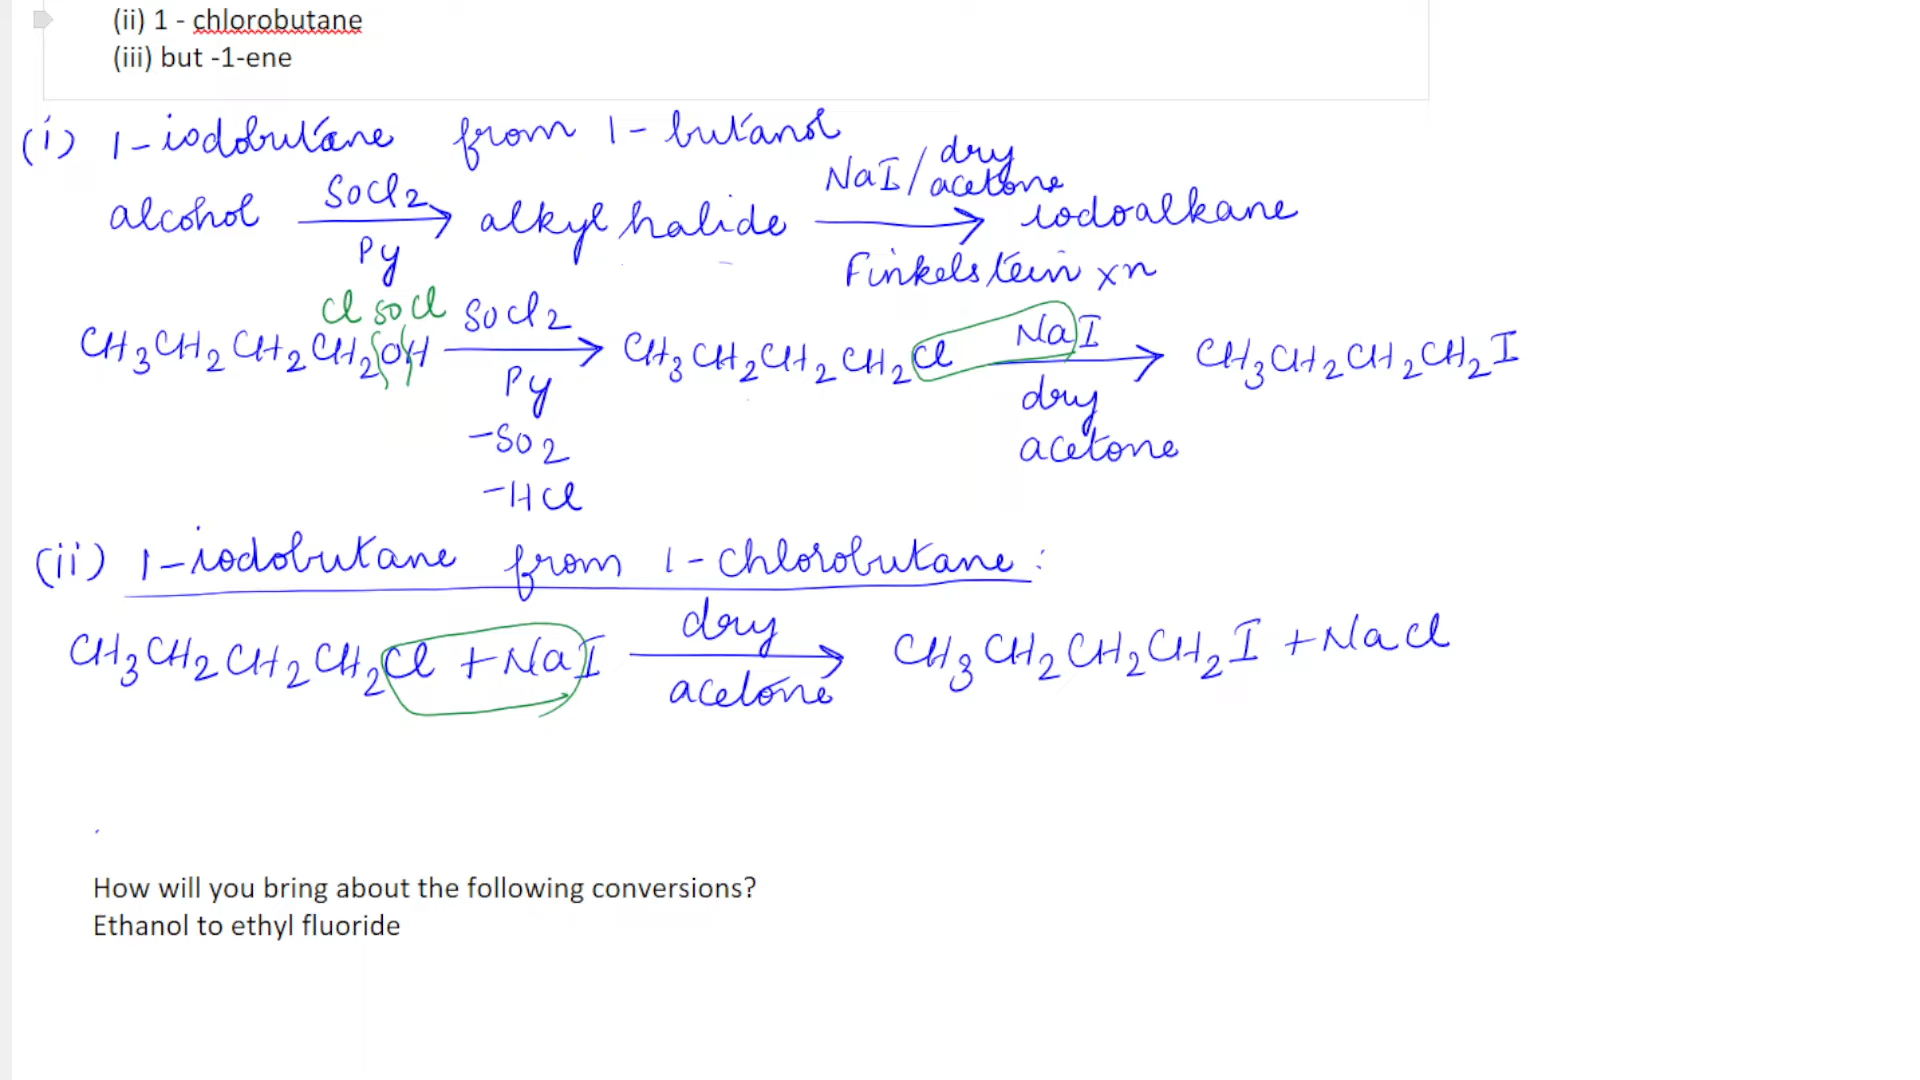 (ii) 1 - chlorobutane
(iii) but -1-ene
(i) 1-iodobutane from 1- butanol
alcohol SOCl2 Py alkyl halide NaI/dry acetone Finkelstein xn iodoalkane
Cl SO Cl
CH3CH2CH2CH2OH SOCl2 Py -SO2 -HCl CH3CH2CH2CH2Cl NaI dry acetone CH3CH2CH2CH2I
(ii) 1-iodobutane from 1-chlorobutane:
CH3CH2CH2CH2Cl + NaI dry acetone CH3CH2CH2CH2I + NaCl
How will you bring about the following conversions?
Ethanol to ethyl fluoride